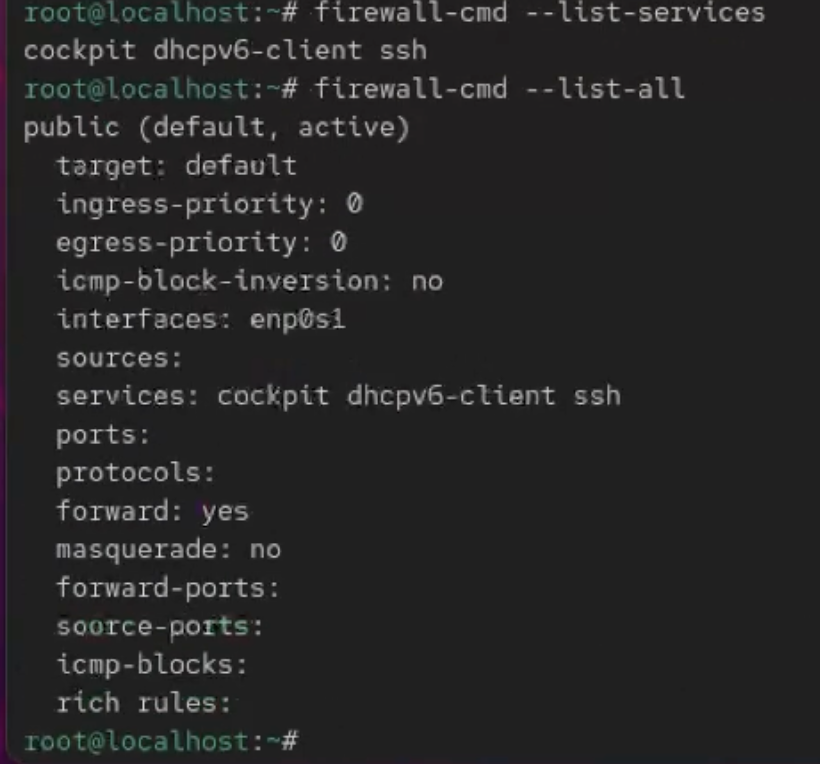 root@localhost:~# firewall-cmd --list-services
cockpit dhcpv6-client ssh
root@localhost:~# firewall-cmd --list-all
public (default, active)
  target: default
  ingress-priority: 0
  egress-priority: 0
  icmp-block-inversion: no
  interfaces: enp0s1
  sources:
  services: cockpit dhcpv6-client ssh
  ports:
  protocols:
  forward: yes
  masquerade: no
  forward-ports:
  source-ports:
  icmp-blocks:
  rich rules:
root@localhost:~#